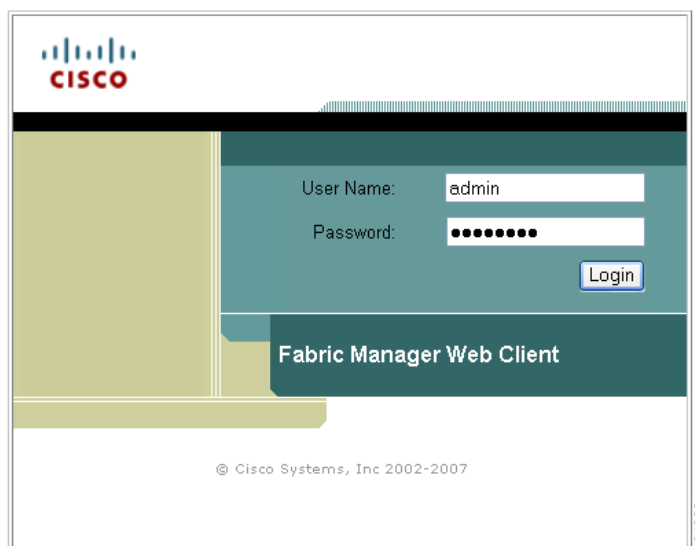 CISCO
User Name: admin
Password: ●●●●●●●●
Login
Fabric Manager Web Client
© Cisco Systems, Inc 2002-2007